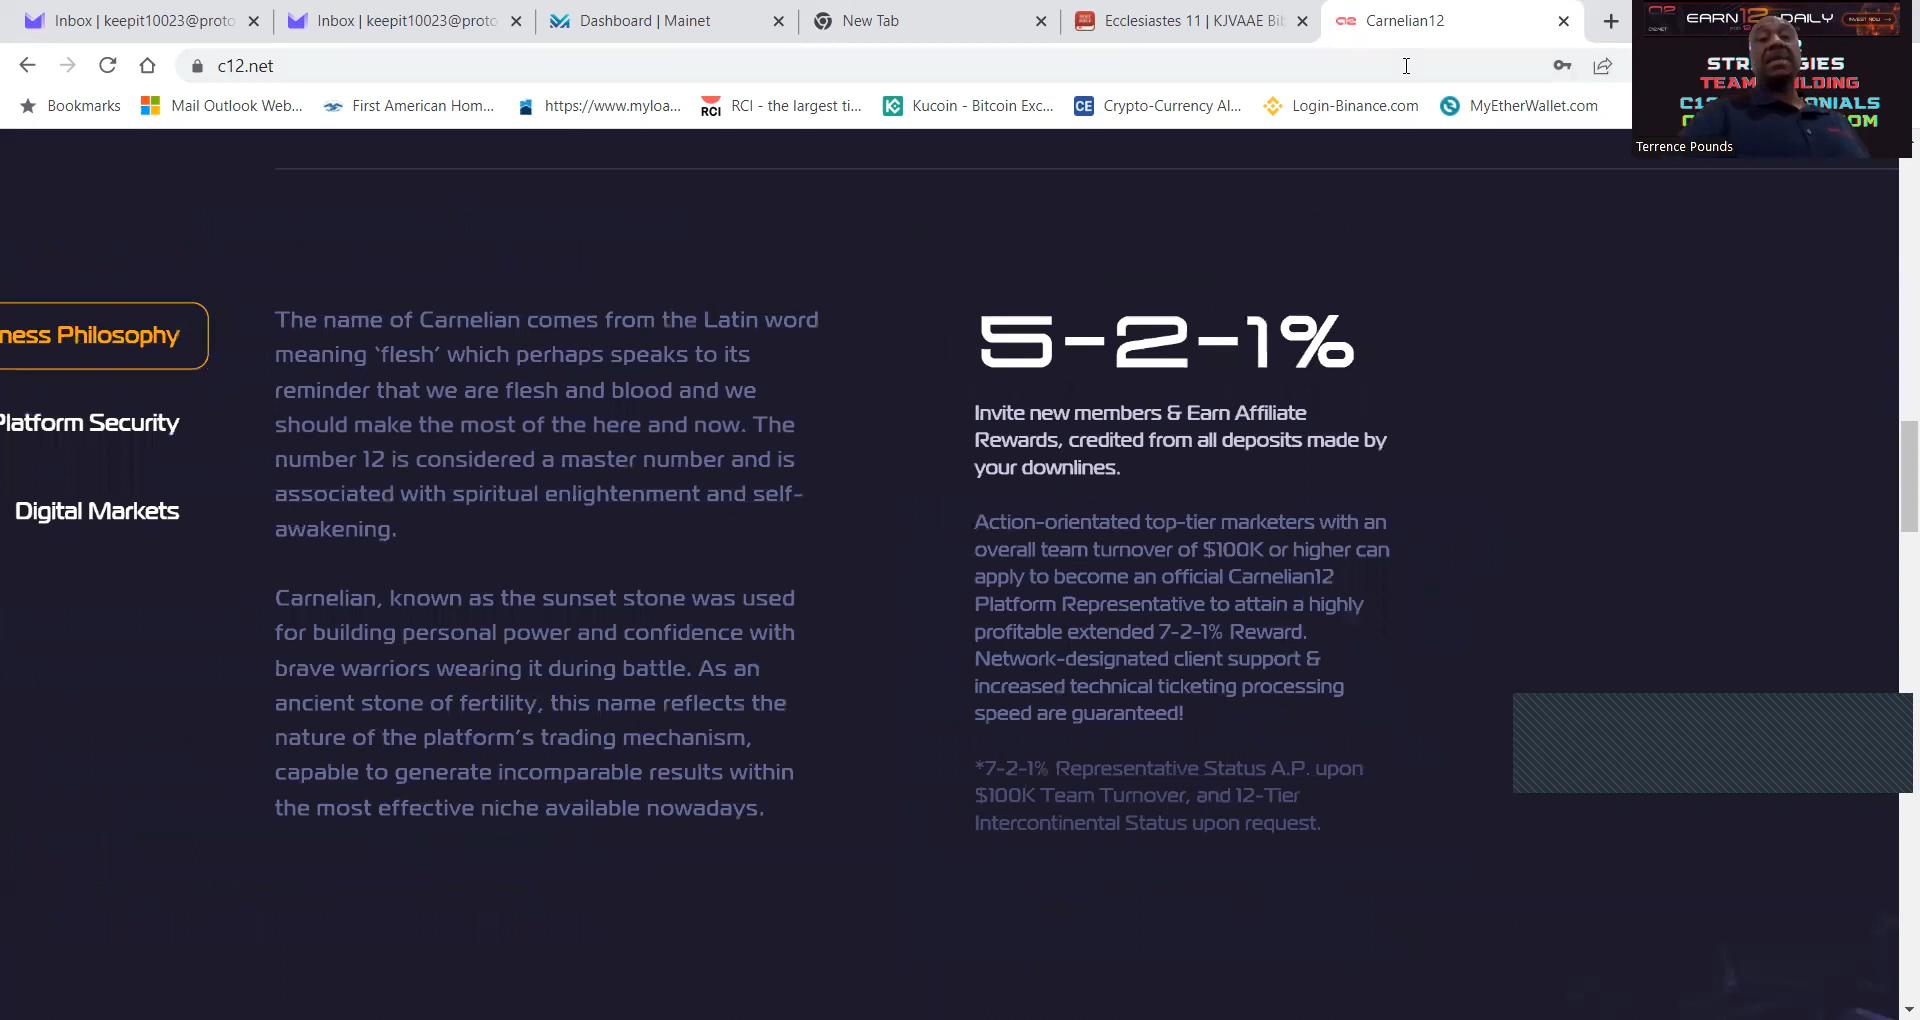 Inbox | keepit10023@proto
Inbox | keepit10023@proto
Dashboard | Mainet
New Tab
Ecclesiastes 11 | KJVAAE Bi
Carnelian12
c12.net
Bookmarks
Mail Outlook Web...
First American Hom...
https://www.myloa...
RCI
RCI - the largest ti...
Kucoin - Bitcoin Exc...
CE
Crypto-Currency Al...
Login-Binance.com
MyEtherWallet.com
EARN 12 DAILY
INVEST NOW
TEAM
Terrence Pounds
ness Philosophy
Platform Security
Digital Markets
The name of Carnelian comes from the Latin word
meaning ‘flesh’ which perhaps speaks to its
reminder that we are flesh and blood and we
should make the most of the here and now. The
number 12 is considered a master number and is
associated with spiritual enlightenment and self-
awakening.
Carnelian, known as the sunset stone was used
for building personal power and confidence with
brave warriors wearing it during battle. As an
ancient stone of fertility, this name reflects the
nature of the platform’s trading mechanism,
capable to generate incomparable results within
the most effective niche available nowadays.
5-2-1%
Invite new members & Earn Affiliate
Rewards, credited from all deposits made by
your downlines.
Action-orientated top-tier marketers with an
overall team turnover of $100K or higher can
apply to become an official Carnelian12
Platform Representative to attain a highly
profitable extended 7-2-1% Reward.
Network-designated client support &
increased technical ticketing processing
speed are guaranteed!
*7-2-1% Representative Status A.P. upon
$100K Team Turnover, and 12-Tier
Intercontinental Status upon request.